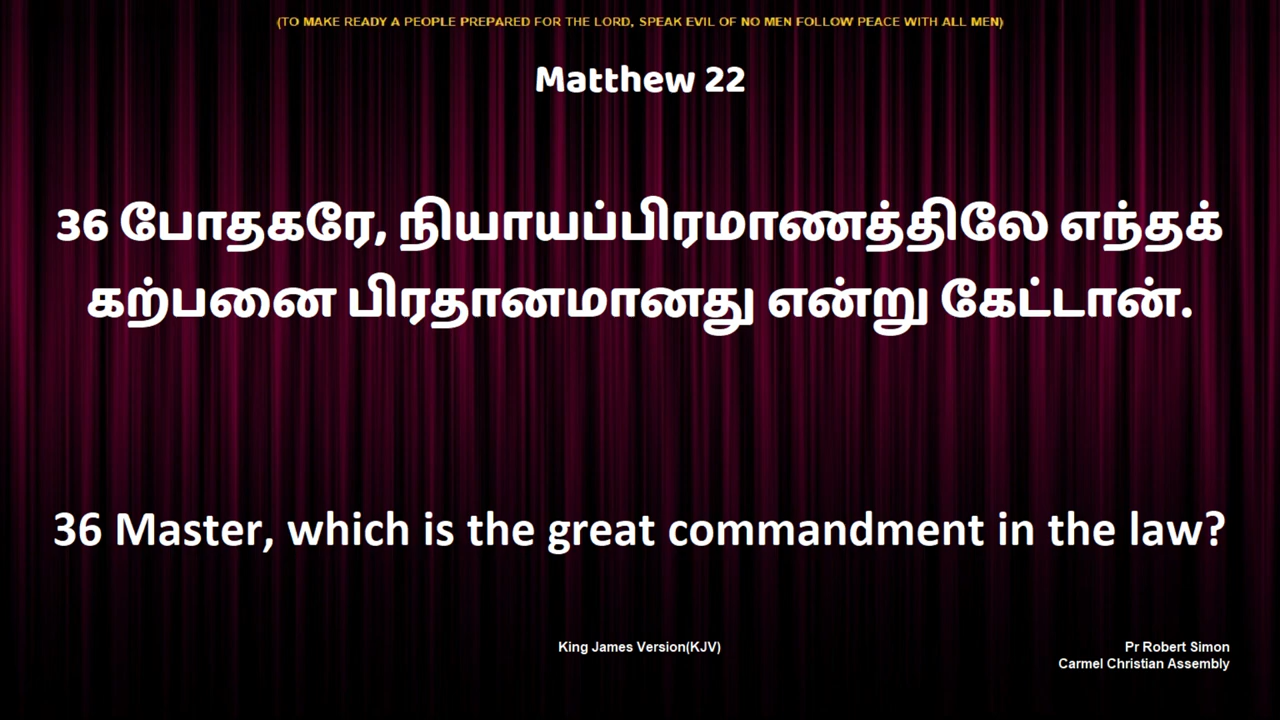 (TO MAKE READY A PEOPLE PREPARED FOR THE LORD, SPEAK EVIL OF NO MEN FOLLOW PEACE WITH ALL MEN)
Matthew 22
36 போதகரே, நியாயப்பிரமாணத்திலே எந்தக்
கற்பனை பிரதானமானது என்று கேட்டான்.
36 Master, which is the great commandment in the law?
King James Version(KJV)
Pr Robert Simon
Carmel Christian Assembly